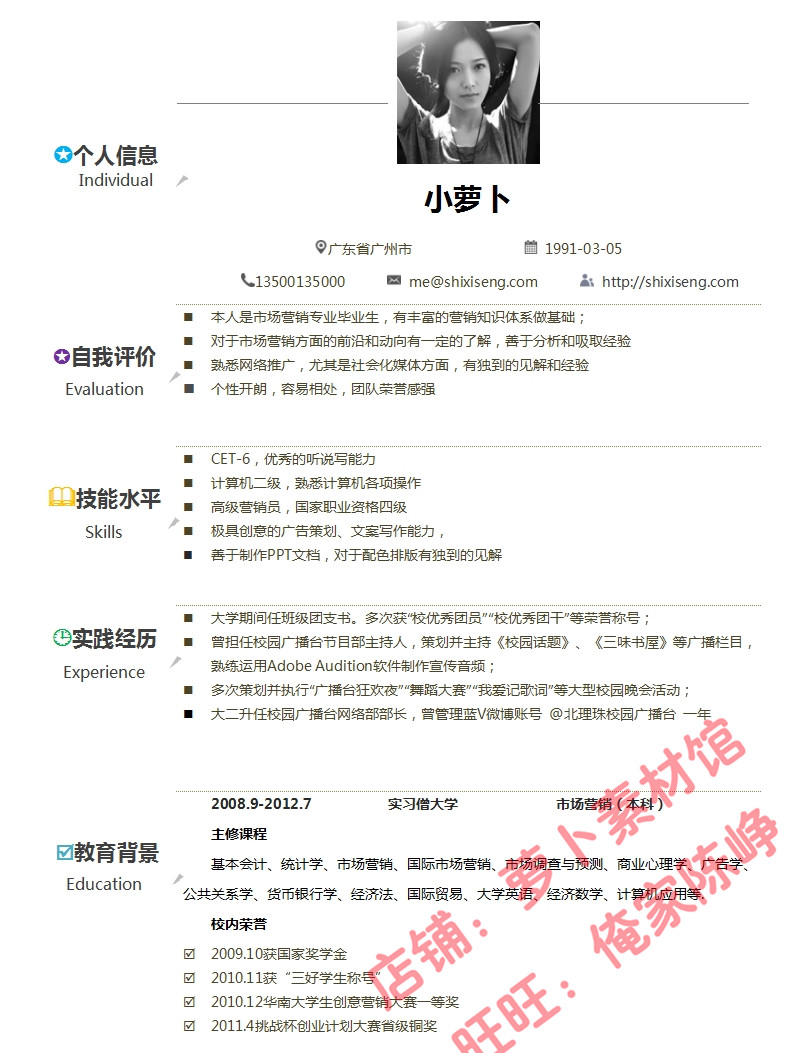 个人信息
Individual
小萝卜
广东省广州市 1991-03-05
13500135000 me@shixiseng.com http://shixiseng.com
自我评价
Evaluation
本人是市场营销专业毕业生，有丰富的营销知识体系做基础；
对于市场营销方面的前沿和动向有一定的了解，善于分析和吸取经验
熟悉网络推广，尤其是社会化媒体方面，有独到的见解和经验
个性开朗，容易相处，团队荣誉感强
技能水平
Skills
CET-6，优秀的听说写能力
计算机二级，熟悉计算机各项操作
高级营销员，国家职业资格四级
极具创意的广告策划、文案写作能力，
善于制作PPT文档，对于配色排版有独到的见解
实践经历
Experience
大学期间任班级团支书。多次获“校优秀团员”“校优秀团干”等荣誉称号；
曾担任校园广播台节目部主持人，策划并主持《校园话题》、《三味书屋》等广播栏目，
熟练运用Adobe Audition软件制作宣传音频；
多次策划并执行“广播台狂欢夜”“舞蹈大赛”“我爱记歌词”等大型校园晚会活动；
大二升任校园广播台网络部部长，曾管理蓝V微博账号 @北理珠校园广播台 一年
教育背景
Education
2008.9-2012.7 实习僧大学 市场营销（本科）
主修课程
基本会计、统计学、市场营销、国际市场营销、市场调查与预测、商业心理学、广告学、
公共关系学、货币银行学、经济法、国际贸易、大学英语、经济数学、计算机应用等.
校内荣誉
2009.10获国家奖学金
2010.11获“三好学生称号”
2010.12华南大学生创意营销大赛一等奖
2011.4挑战杯创业计划大赛省级铜奖
店铺：萝卜素材馆
旺旺：俺家陈峥